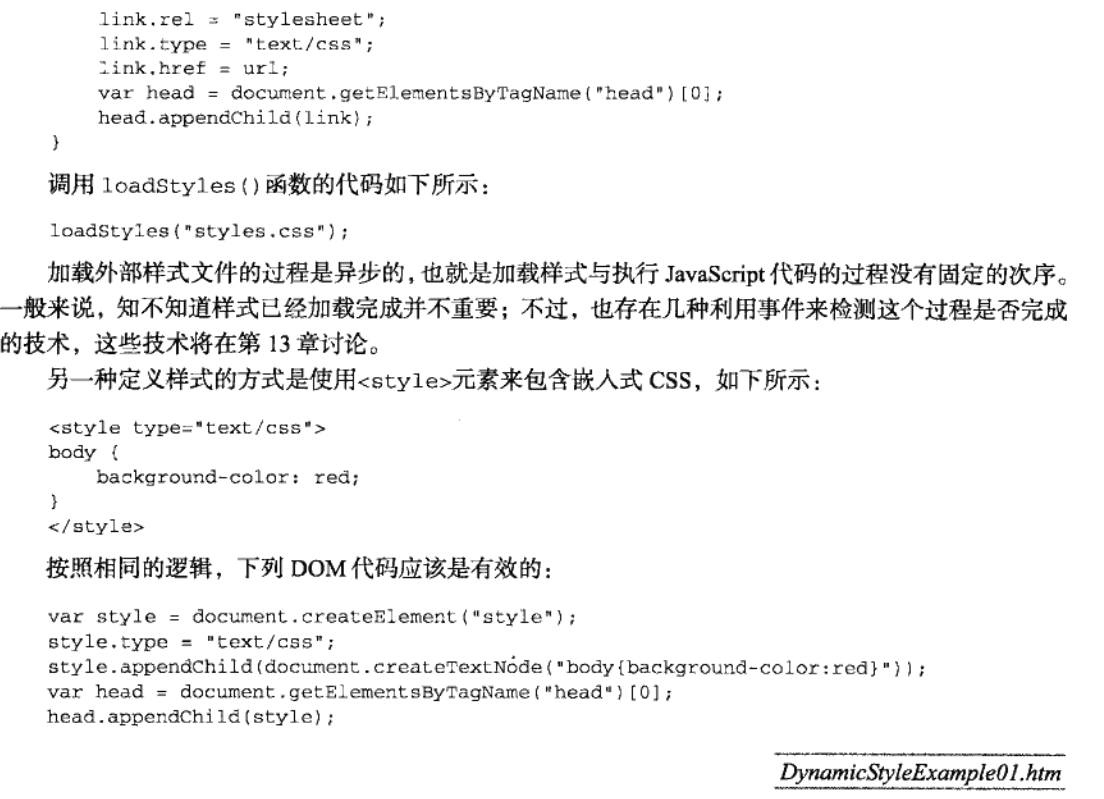 link.rel = "stylesheet";
link.type = "text/css";
link.href = url;
var head = document.getElementsByTagName("head")[0];
head.appendChild(link);
}
调用 loadStyles()函数的代码如下所示：
loadStyles("styles.css");
加载外部样式文件的过程是异步的，也就是加载样式与执行 JavaScript 代码的过程没有固定的次序。
一般来说，知不知道样式已经加载完成并不重要；不过，也存在几种利用事件来检测这个过程是否完成
的技术，这些技术将在第 13 章讨论。
另一种定义样式的方式是使用<style>元素来包含嵌入式 CSS，如下所示：
<style type="text/css">
body {
background-color: red;
}
</style>
按照相同的逻辑，下列 DOM 代码应该是有效的：
var style = document.createElement("style");
style.type = "text/css";
style.appendChild(document.createTextNode("body{background-color:red}"));
var head = document.getElementsByTagName("head")[0];
head.appendChild(style);
DynamicStyleExample01.htm